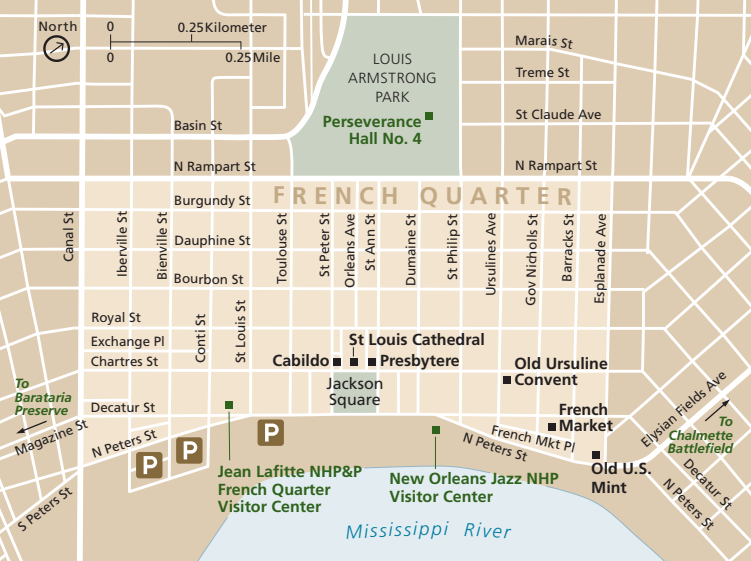 North
0
0.25Kilometer
0
0.25Mile
LOUIS
ARMSTRONG
PARK
Perseverance
Hall No. 4
Marais St
Treme St
St Claude Ave
Basin St
N Rampart St
N Rampart St
FRENCH QUARTER
Burgundy St
Dauphine St
Bourbon St
Canal St
Iberville St
Bienville St
Toulouse St
St Peter St
Orleans Ave
St Ann St
Dumaine St
St Philip St
Ursulines Ave
Gov Nicholls St
Barracks St
Esplanade Ave
Royal St
Exchange Pl
Chartres St
Conti St
St Louis St
St Louis Cathedral
Cabildo
Presbytere
Jackson
Square
Old Ursuline
Convent
French
Market
To
Barataria
Preserve
Decatur St
Magazine St
N Peters St
S Peters St
P
P
P
French Mkt Pl
N Peters St
Elysian Fields Ave
To
Chalmette
Battlefield
Old U.S.
Mint
Decatur St
N Peters St
Jean Lafitte NHP&P
French Quarter
Visitor Center
New Orleans Jazz NHP
Visitor Center
Mississippi River